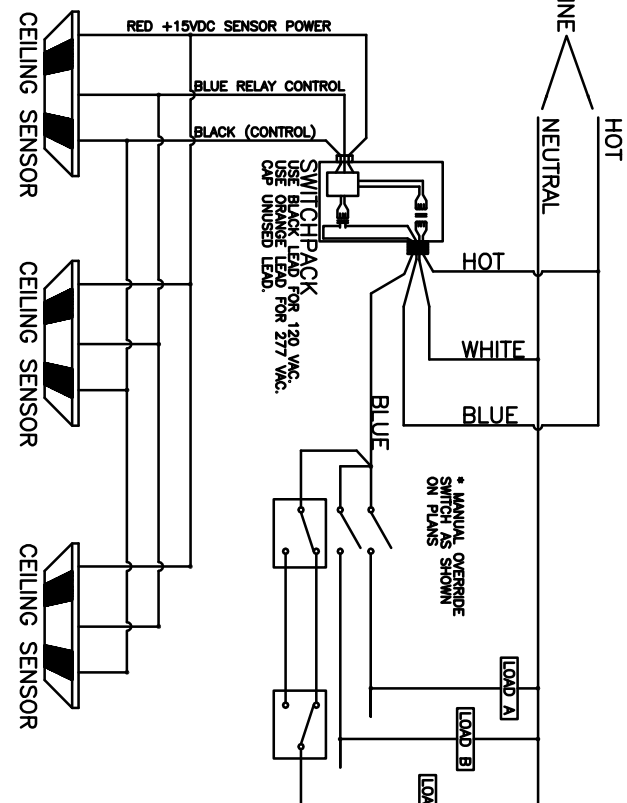 RED +15VDC SENSOR POWER
BLUE RELAY CONTROL
BLACK (CONTROL)
CEILING SENSOR
CEILING SENSOR
CEILING SENSOR
SWITCHPACK
USE BLACK LEAD FOR 120 VAC.
USE ORANGE LEAD FOR 277 VAC.
CAP UNUSED LEAD.
INE
HOT
NEUTRAL
HOT
WHITE
BLUE
BLUE
* MANUAL OVERRIDE
SWITCH AS SHOWN
ON PLANS
LOAD A
LOAD B
LOA